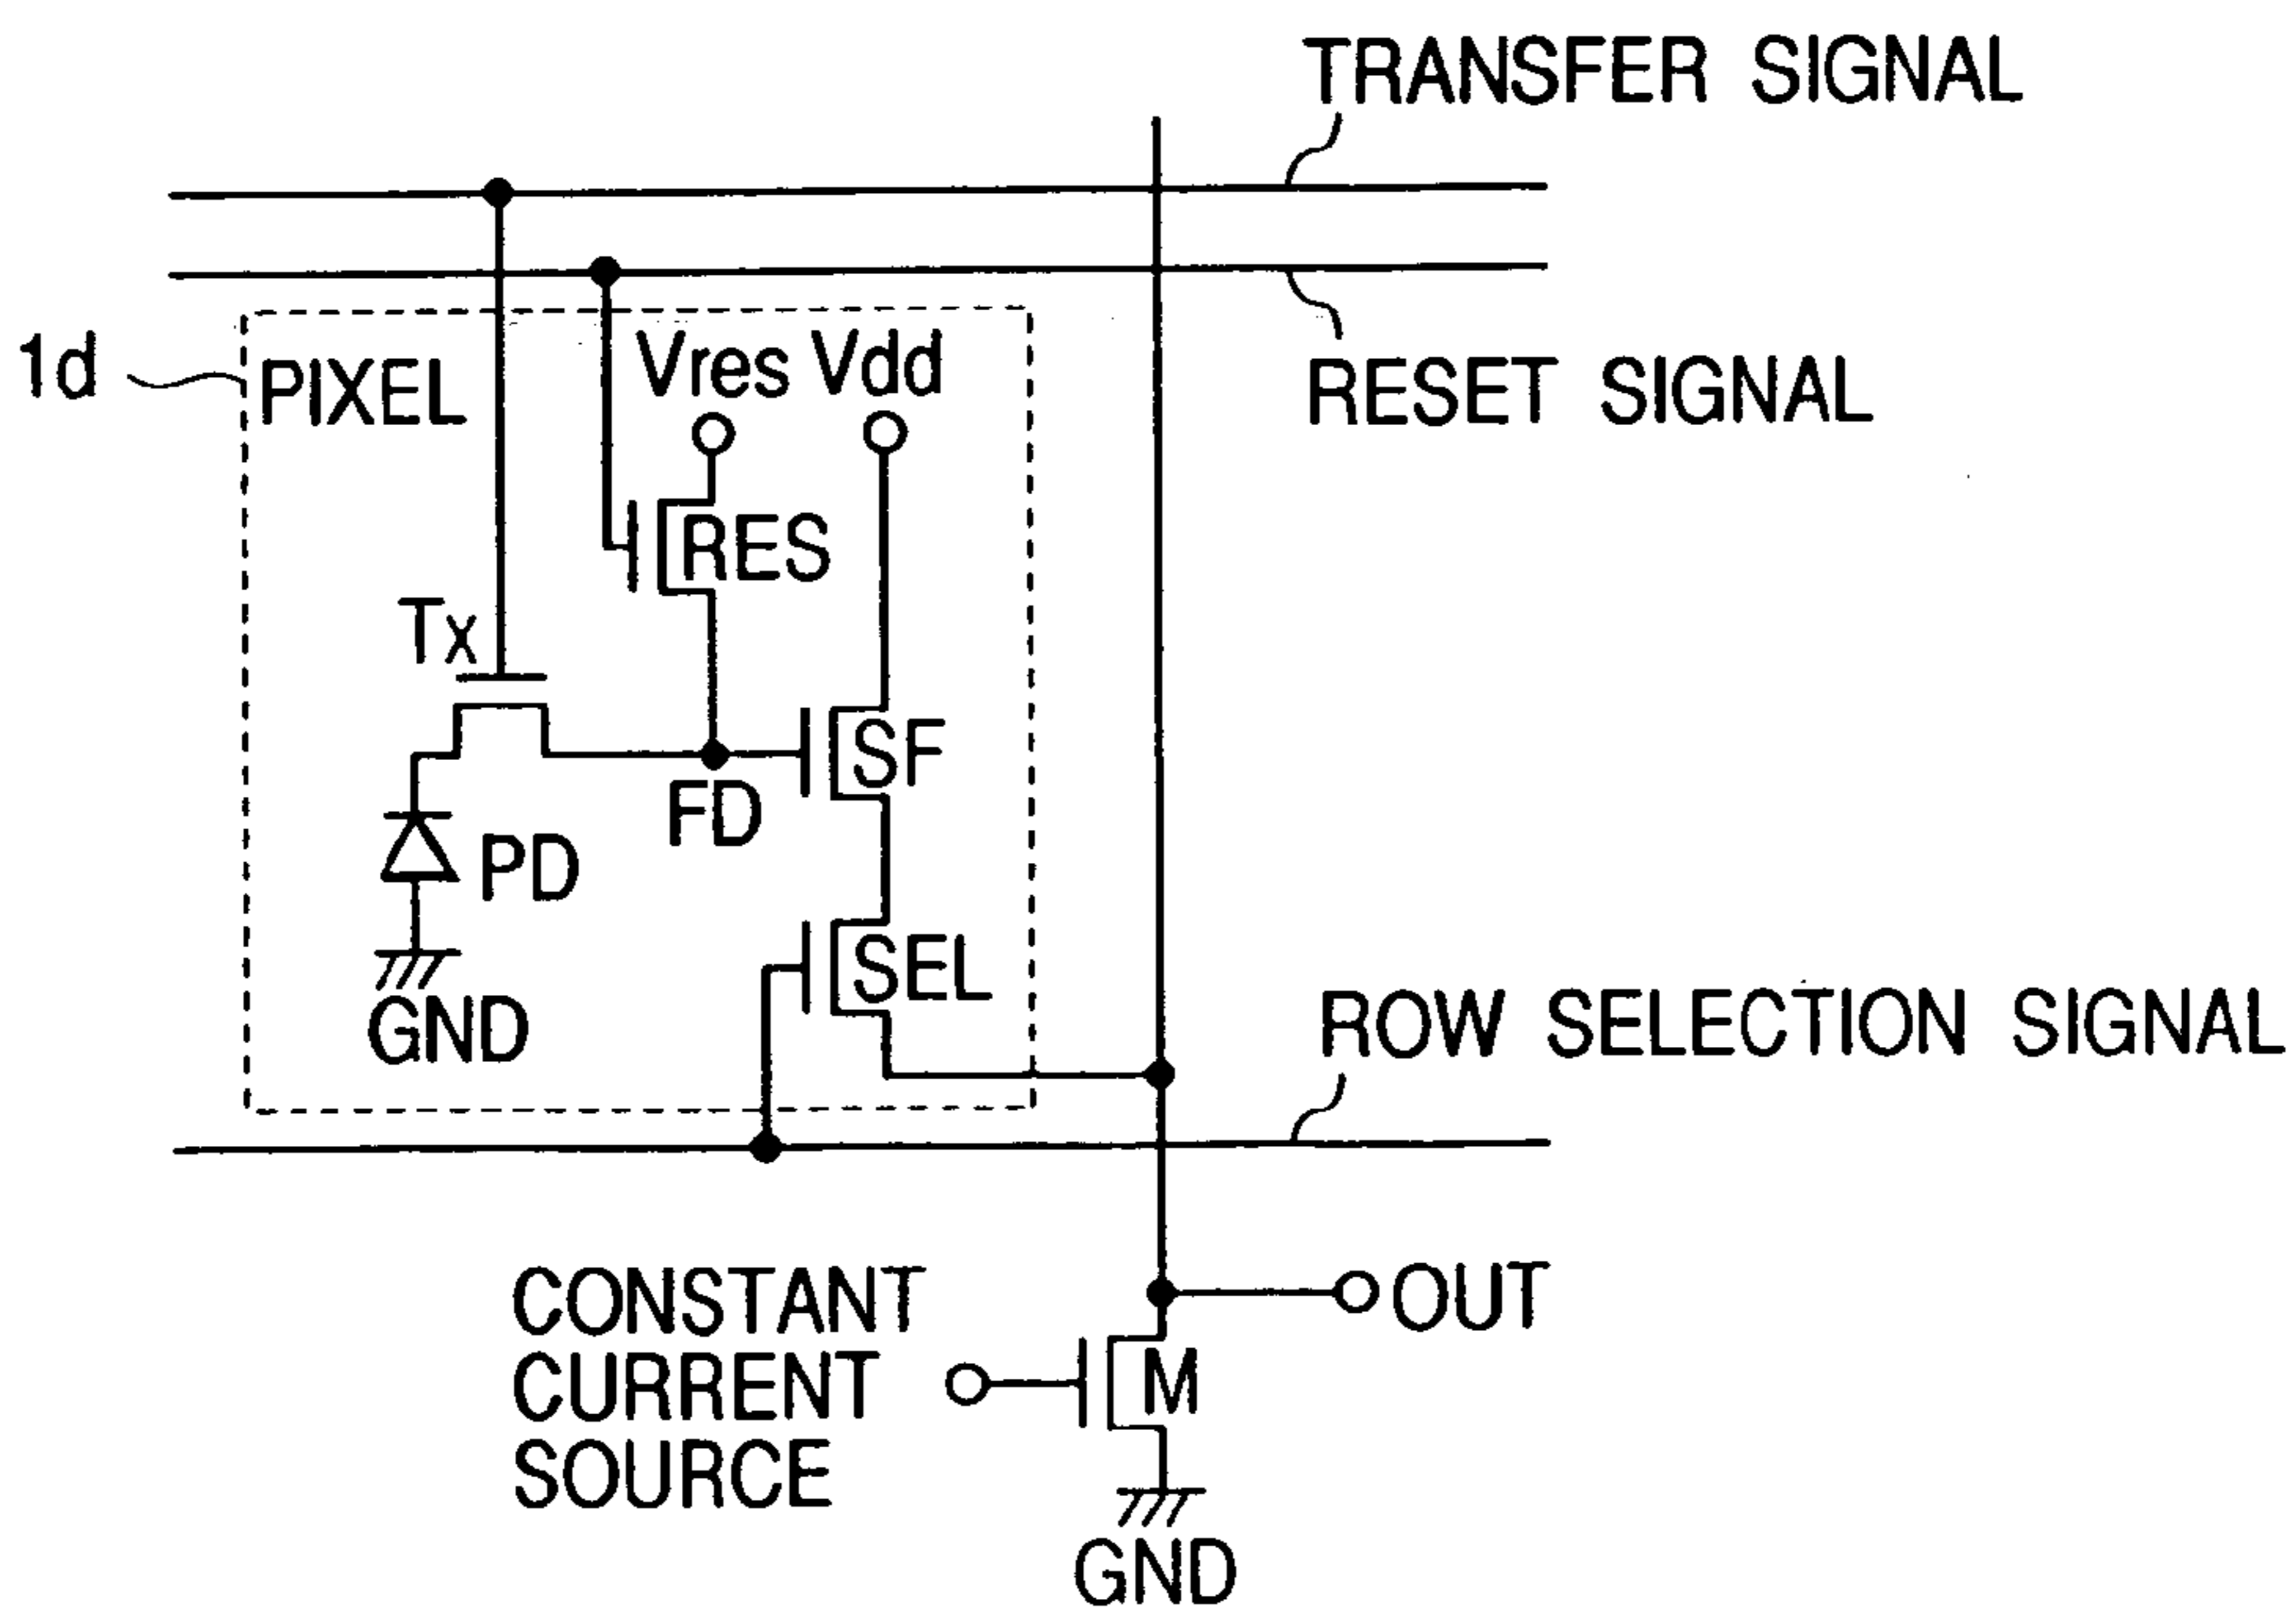 TRANSFER SIGNAL
1d
PIXEL
Vres Vdd
RESET SIGNAL
RES
Tx
SF
FD
PD
SEL
GND
ROW SELECTION SIGNAL
CONSTANT
CURRENT
SOURCE
OUT
M
GND